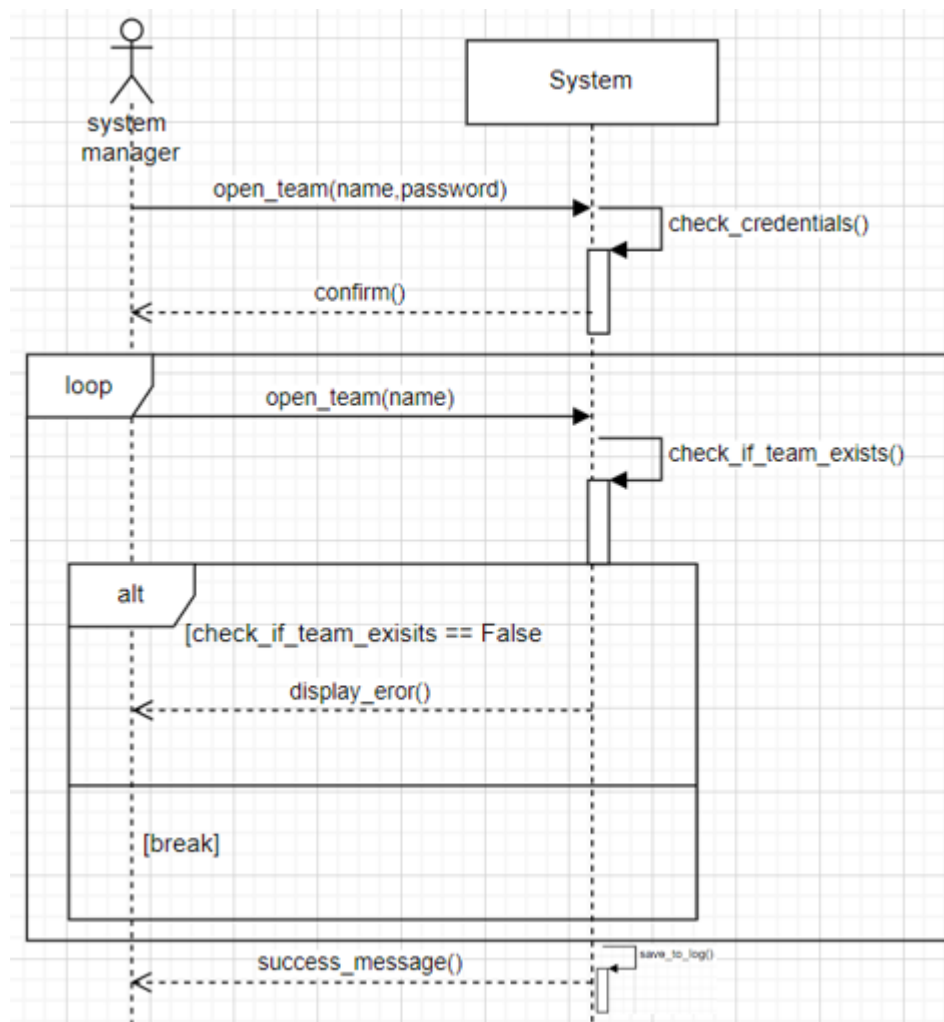 System
system
manager
open_team(name,password)
check_credentials()
confirm()
loop
open_team(name)
check_if_team_exists()
alt
[check_if_team_exisits == False
display_eror()
[break]
save_to_log()
success_message()